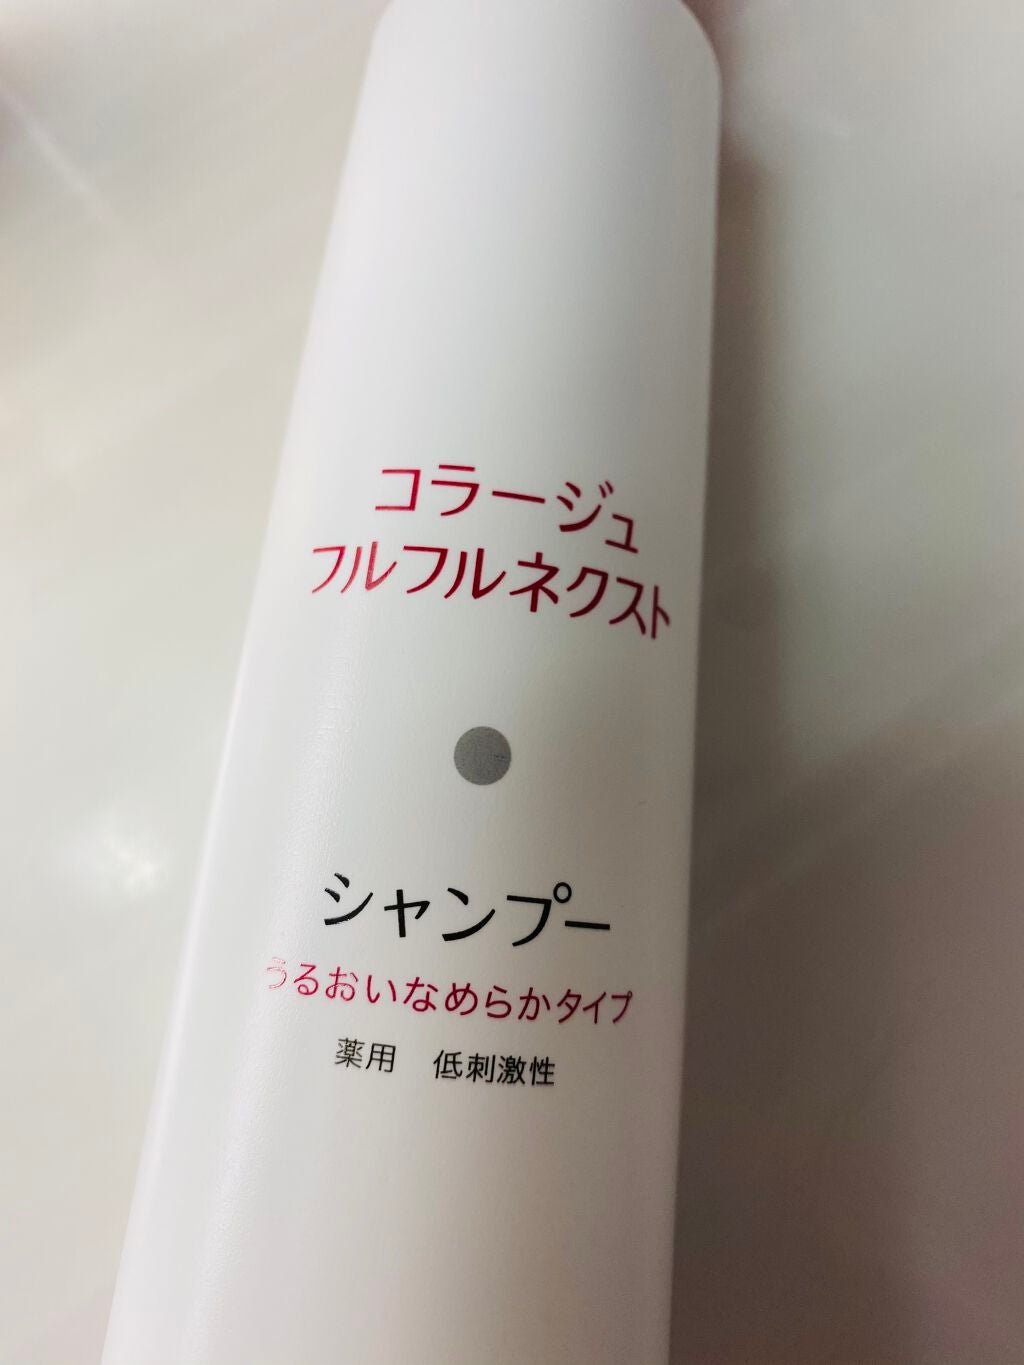 コラージュ
フルフルネクスト
シャンプー
うるおいなめらかタイプ
薬用　低刺激性